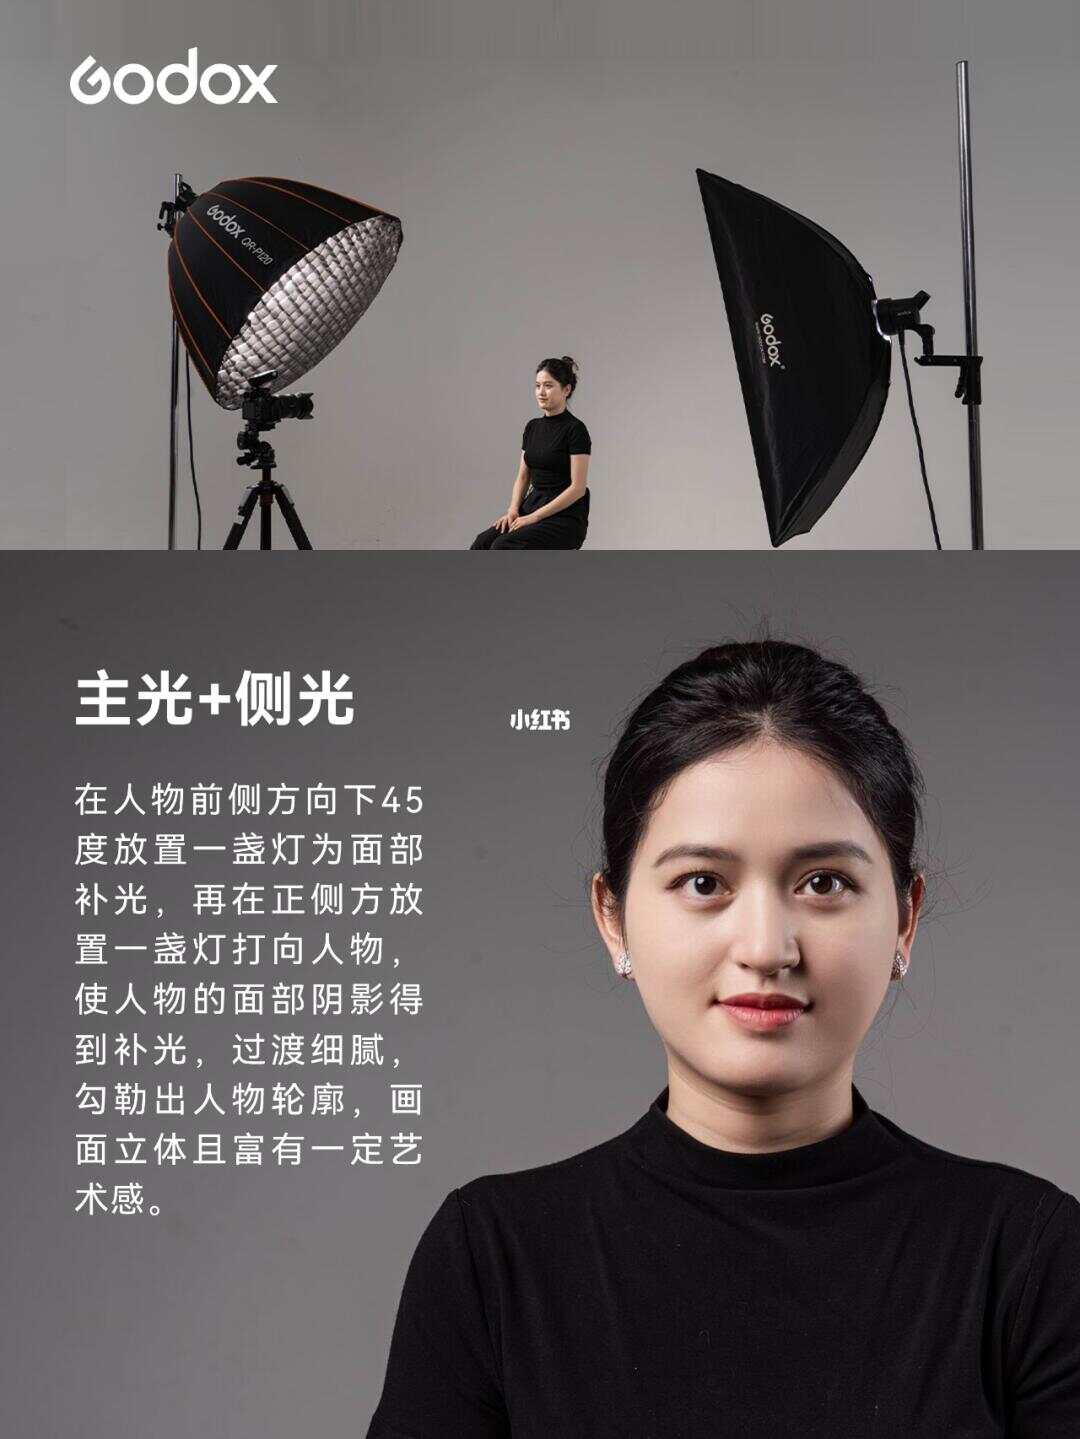 Godox
Godox QR-P120
Godox
主光+侧光
小红书
在人物前侧方向下45
度放置一盏灯为面部
补光，再在正侧方放
置一盏灯打向人物，
使人物的面部阴影得
到补光，过渡细腻，
勾勒出人物轮廓，画
面立体且富有一定艺
术感。